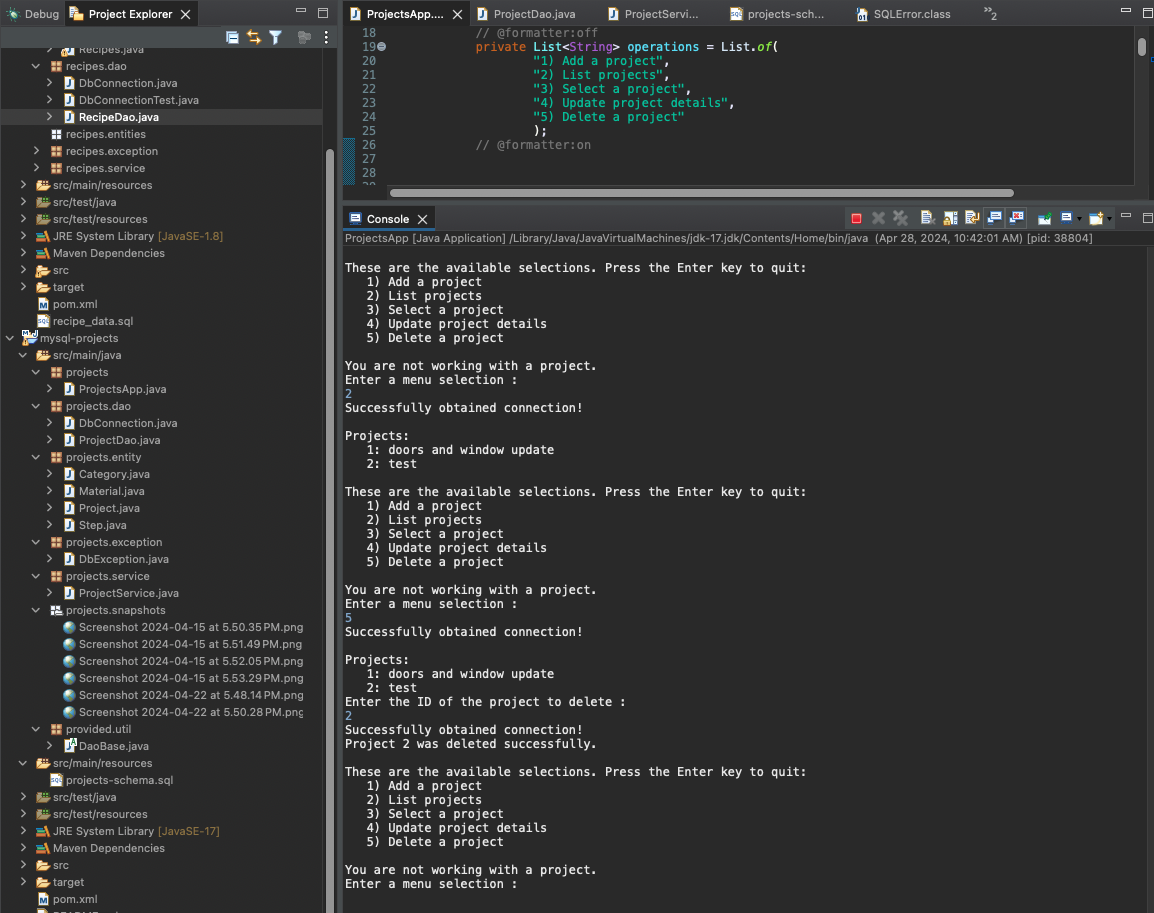 Debug
Project Explorer
Recipes.java
recipes.dao
DbConnection.java
DbConnectionTest.java
RecipeDao.java
recipes.entities
recipes.exception
recipes.service
src/main/resources
src/test/java
src/test/resources
JRE System Library [JavaSE-1.8]
Maven Dependencies
src
target
pom.xml
recipe_data.sql
mysql-projects
src/main/java
projects
ProjectsApp.java
projects.dao
DbConnection.java
ProjectDao.java
projects.entity
Category.java
Material.java
Project.java
Step.java
projects.exception
DbException.java
projects.service
ProjectService.java
projects.snapshots
Screenshot 2024-04-15 at 5.50.35 PM.png
Screenshot 2024-04-15 at 5.51.49 PM.png
Screenshot 2024-04-15 at 5.52.05 PM.png
Screenshot 2024-04-15 at 5.53.29 PM.png
Screenshot 2024-04-22 at 5.48.14 PM.png
Screenshot 2024-04-22 at 5.50.28 PM.png
provided.util
DaoBase.java
src/main/resources
projects-schema.sql
src/test/java
src/test/resources
JRE System Library [JavaSE-17]
Maven Dependencies
src
target
pom.xml
ProjectsApp....
ProjectDao.java
ProjectServi...
projects-sch...
SQLError.class
»2
18 // @formatter:off
19 private List<String> operations = List.of(
20 "1) Add a project",
21 "2) List projects",
22 "3) Select a project",
23 "4) Update project details",
24 "5) Delete a project"
25 );
26 // @formatter:on
27
28
Console
ProjectsApp [Java Application] /Library/Java/JavaVirtualMachines/jdk-17.jdk/Contents/Home/bin/java (Apr 28, 2024, 10:42:01 AM) [pid: 38804]
These are the available selections. Press the Enter key to quit:
1) Add a project
2) List projects
3) Select a project
4) Update project details
5) Delete a project
You are not working with a project.
Enter a menu selection :
2
Successfully obtained connection!
Projects:
1: doors and window update
2: test
These are the available selections. Press the Enter key to quit:
1) Add a project
2) List projects
3) Select a project
4) Update project details
5) Delete a project
You are not working with a project.
Enter a menu selection :
5
Successfully obtained connection!
Projects:
1: doors and window update
2: test
Enter the ID of the project to delete :
2
Successfully obtained connection!
Project 2 was deleted successfully.
These are the available selections. Press the Enter key to quit:
1) Add a project
2) List projects
3) Select a project
4) Update project details
5) Delete a project
You are not working with a project.
Enter a menu selection :